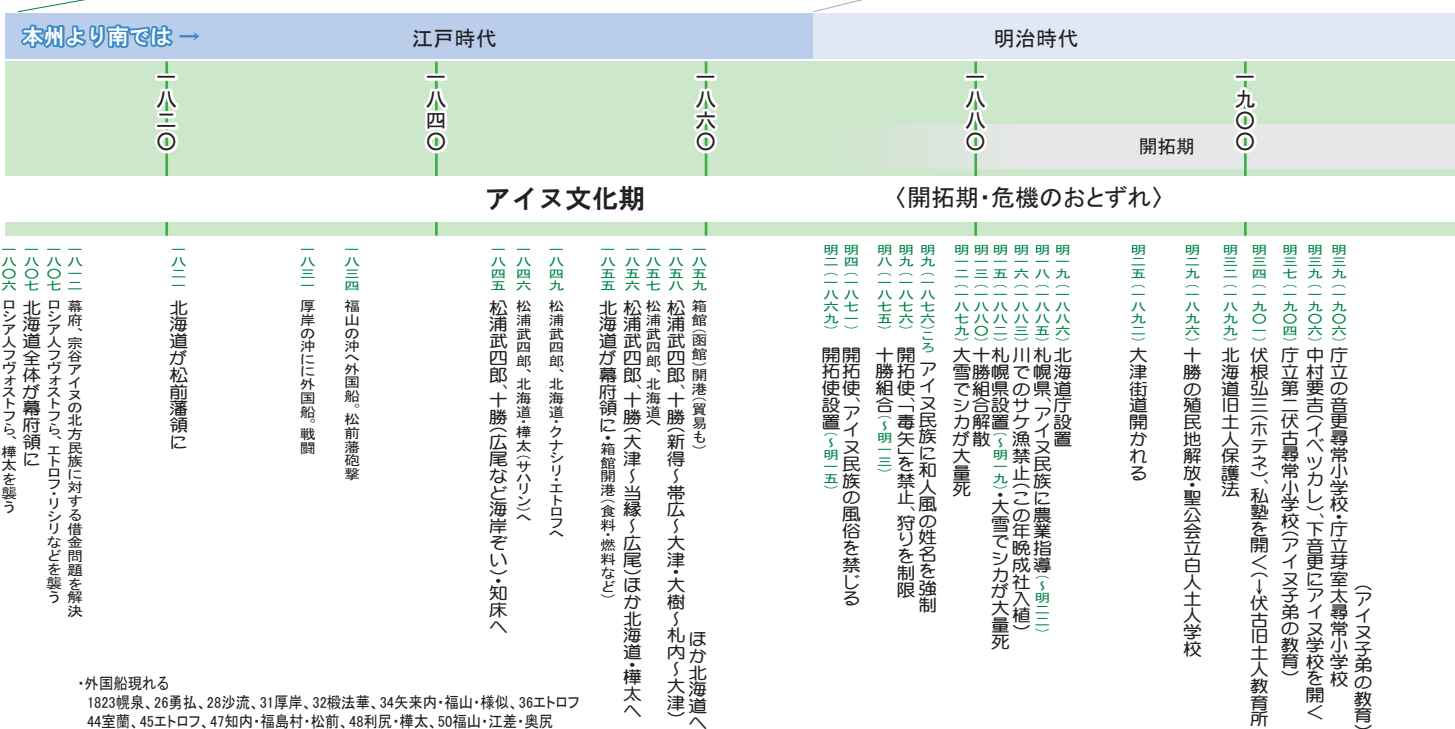 本州より南では→
江戸時代
明治時代
一八二〇
一八四〇
一八六〇
一八八〇
一九〇〇
開拓期
アイヌ文化期
〈開拓期・危機のおとずれ〉
一八〇六 ロシア人フヴォストフら、樺太を襲う
一八〇七 北海道全体が幕府領に
一八〇七 ロシア人フヴォストフら、エトロフ・リシリなどを襲う
一八一二 幕府、宗谷アイヌの北方民族に対する借金問題を解決
一八二一 北海道が松前藩領に
一八三一 厚岸の沖にに外国船。戦闘
一八三四 福山の沖へ外国船。松前藩砲撃
一八四五 松浦武四郎、十勝（広尾など海岸ぞい）・知床へ
一八四六 松浦武四郎、北海道・樺太（サハリン）へ
一八四九 松浦武四郎、北海道・クナシリ・エトロフへ
一八五五 北海道が幕府領に・箱館開港（食料・燃料など）
一八五六 松浦武四郎、十勝（大津～当縁～広尾）ほか北海道・樺太へ
一八五七 松浦武四郎、北海道へ
一八五八 松浦武四郎、十勝（新得～帯広～大津・大樹～札内～大津）
ほか北海道へ
一八五九 箱館（函館）開港（貿易も）
明二（一八六九） 開拓使設置（～明一五）
明四（一八七一） 開拓使、アイヌ民族の風俗を禁じる
明八（一八七五） 十勝組合（～明一三）
明九（一八七六） 開拓使、「毒矢」を禁止、狩りを制限
明九（一八七六）ころ アイヌ民族に和人風の姓名を強制
明一二（一八七九） 大雪でシカが大量死
明一三（一八八〇） 十勝組合解散
明一五（一八八二） 札幌県設置（～明一九）・大雪でシカが大量死
明一六（一八八三） 川でのサケ漁禁止（この年晩成社入植）
明一八（一八八五） 札幌県、アイヌ民族に農業指導（～明二二）
明一九（一八八六） 北海道庁設置
明二五（一八九二） 大津街道開かれる
明二九（一八九六） 十勝の殖民地解放・聖公会立白人土人学校
明三二（一八九九） 北海道旧土人保護法
明三四（一九〇一） 伏根弘三（ホテネ）、私塾を開く（→伏古旧土人教育所
明三七（一九〇四） 庁立第二伏古尋常小学校（アイヌ子弟の教育）
明三九（一九〇六） 中村要吉（イベツカレ）、下音更にアイヌ学校を開く
明三九（一九〇六） 庁立の音更尋常小学校・庁立芽室太尋常小学校
（アイヌ子弟の教育）
・外国船現れる
1823幌泉、26勇払、28沙流、31厚岸、32椴法華、34矢来内・福山・様似、36エトロフ
44室蘭、45エトロフ、47知内・福島村・松前、48利尻・樺太、50福山・江差・奥尻